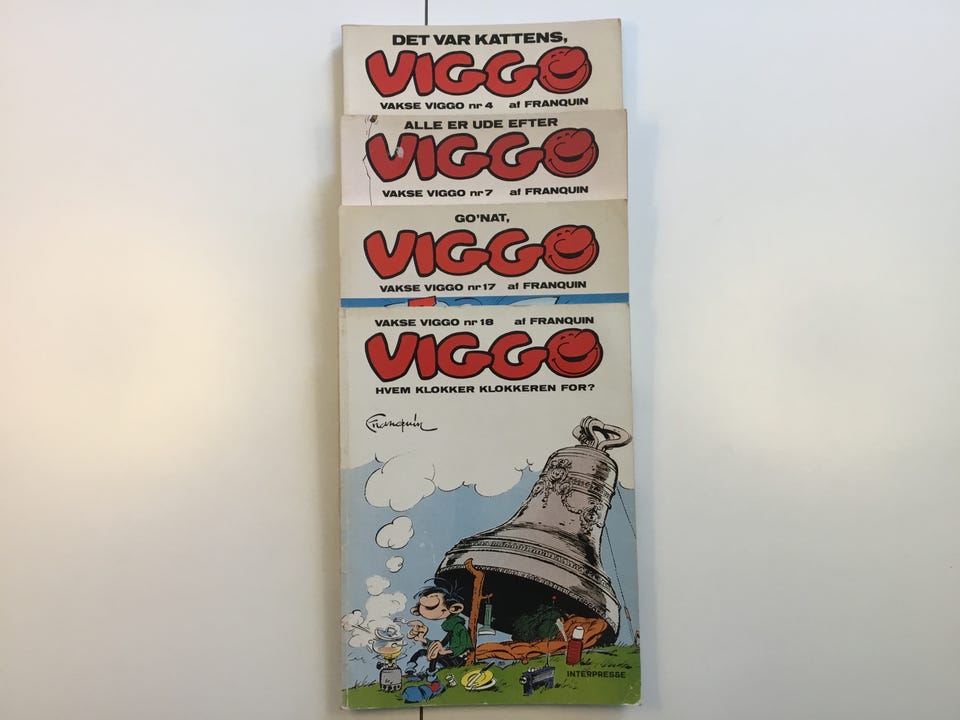 DET VAR KATTENS,
VIGGO
VAKSE VIGGO nr 4 af FRANQUIN
ALLE ER UDE EFTER
VIGGO
VAKSE VIGGO nr 7 af FRANQUIN
GO'NAT,
VIGGO
VAKSE VIGGO nr 17 af FRANQUIN
VAKSE VIGGO nr 18 af FRANQUIN
VIGGO
HVEM KLOKKER KLOKKEREN FOR?
Franquin
INTERPRESSE